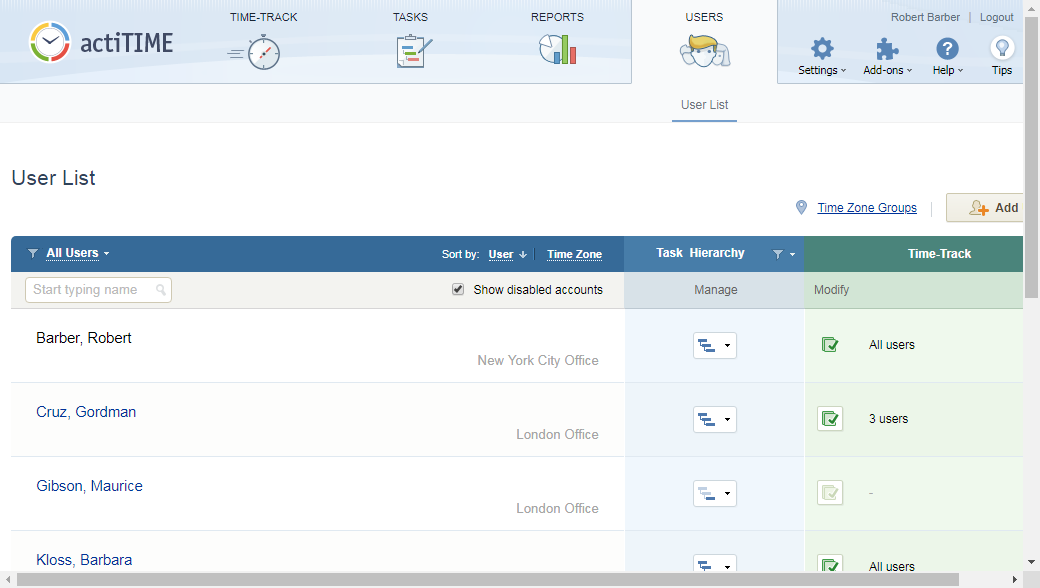 TIME-TRACK
TASKS
REPORTS
USERS
Robert Barber
Logout
actiTIME
Settings
Add-ons
Help
Tips
User List
User List
Time Zone Groups
Add
All Users
Sort by:
User
Time Zone
Task Hierarchy
Time-Track
Start typing name
Show disabled accounts
Manage
Modify
Barber, Robert
New York City Office
All users
Cruz, Gordman
London Office
3 users
Gibson, Maurice
London Office
-
Kloss, Barbara
All users